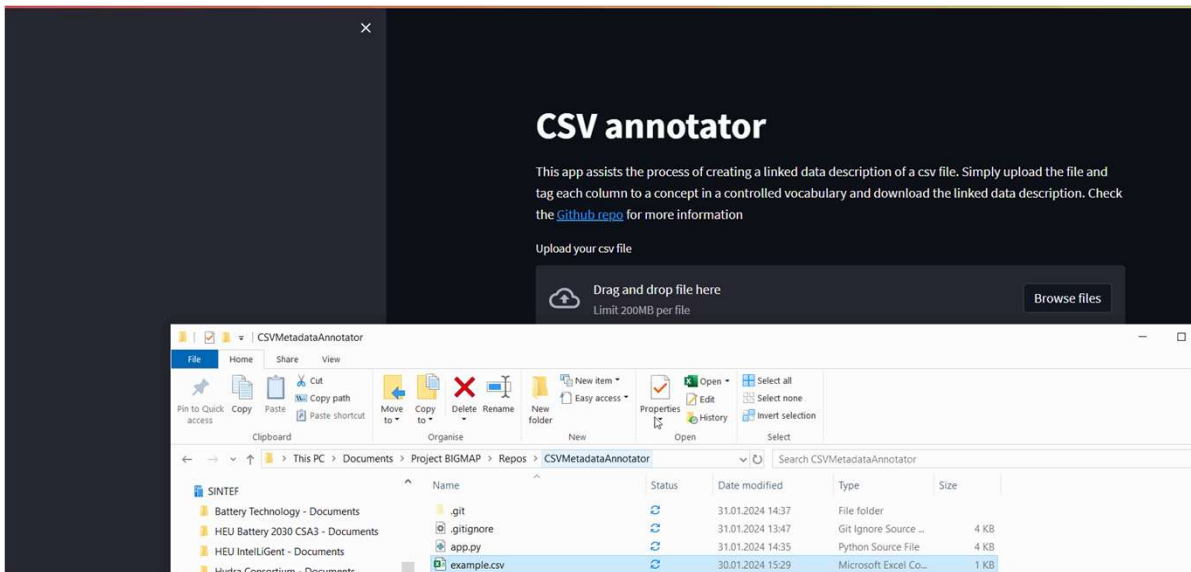 CSV annotator
This app assists the process of creating a linked data description of a csv file. Simply upload the file and
tag each column to a concept in a controlled vocabulary and download the linked data description. Check
the Github repo for more information
Upload your csv file
Drag and drop file here
Limit 200MB per file
Browse files
CSVMetadataAnnotator
File Home Share View
Pin to Quick access
Copy
Paste
Cut
Copy path
Paste shortcut
Move to
Copy to
Delete
Rename
New folder
New item
Easy access
Properties
Open
Edit
History
Select all
Select none
Invert selection
Clipboard Organise New Open Select
This PC > Documents > Project BIGMAP > Repos > CSVMetadataAnnotator
Search CSVMetadataAnnotator
SINTEF
Battery Technology - Documents
HEU Battery 2030 CSA3 - Documents
HEU IntelLiGent - Documents
Hydra Consortium - Documents
Name Status Date modified Type Size
.git 31.01.2024 14:37 File folder
.gitignore 31.01.2024 13:47 Git Ignore Source ... 4 KB
app.py 31.01.2024 14:35 Python Source File 4 KB
example.csv 30.01.2024 15:29 Microsoft Excel Co... 1 KB